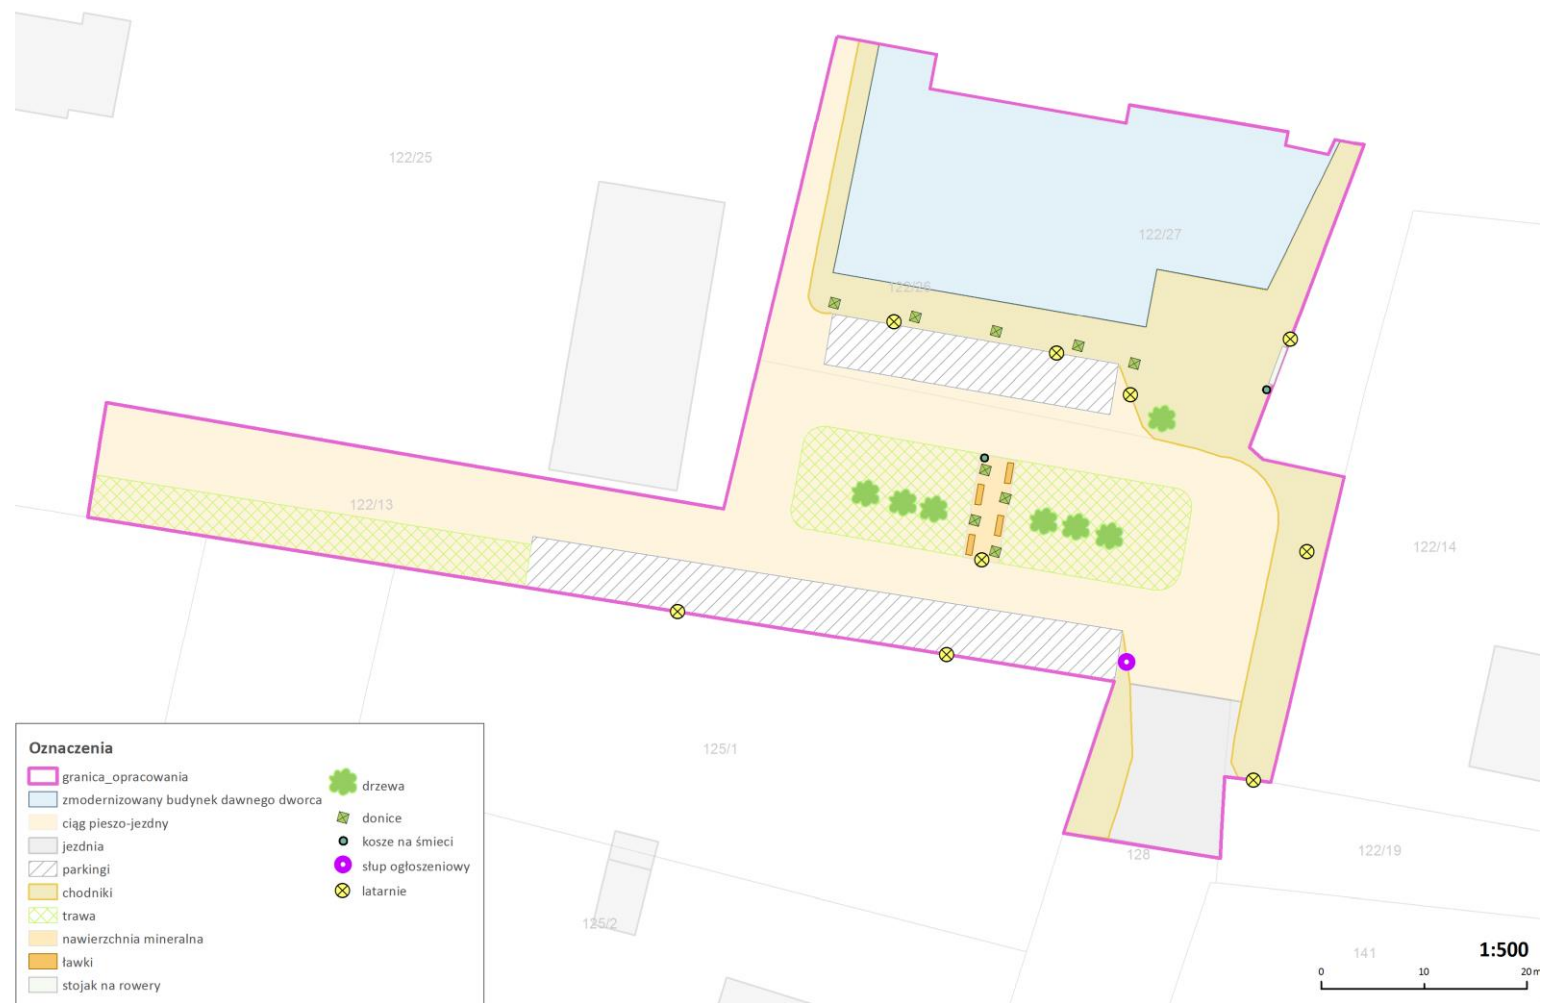 122/25
122/27
122/26
122/13
122/14
125/1
128
122/19
125/2
141
1:500
0 10 20 m
Oznaczenia
granica_opracowania
zmodernizowany budynek dawnego dworca
ciąg pieszo-jezdny
jezdnia
parkingi
chodniki
trawa
nawierzchnia mineralna
ławki
stojak na rowery
drzewa
donice
kosze na śmieci
słup ogłoszeniowy
latarnie